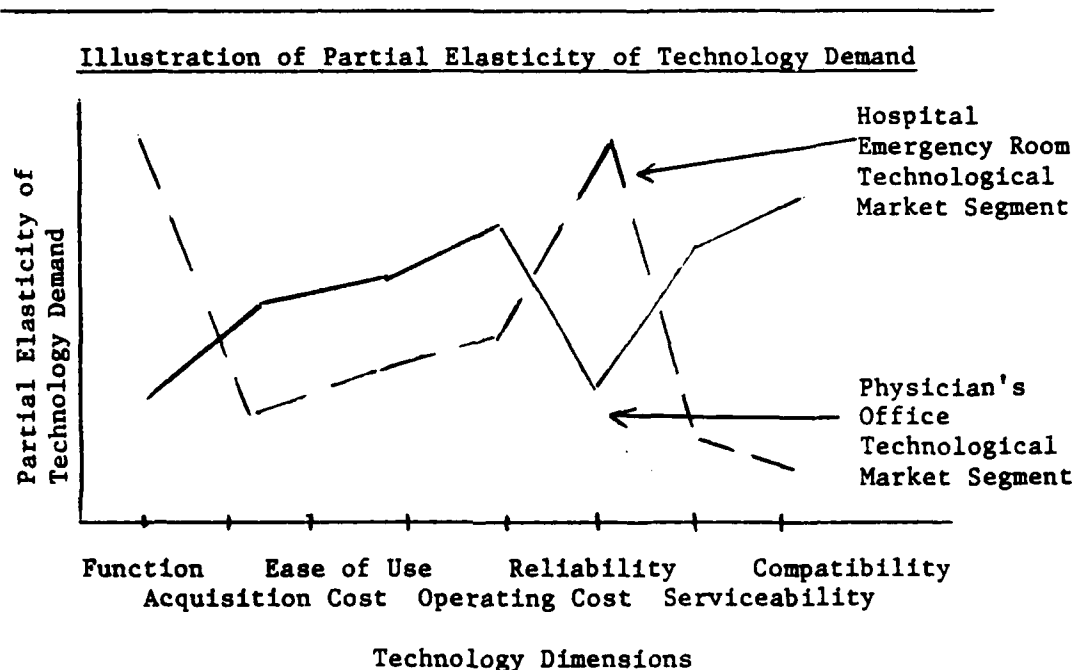 Illustration of Partial Elasticity of Technology Demand
Partial Elasticity of
Technology Demand
Hospital
Emergency Room
Technological
Market Segment
Physician's
Office
Technological
Market Segment
Function Ease of Use Reliability Compatibility
Acquisition Cost Operating Cost Serviceability
Technology Dimensions